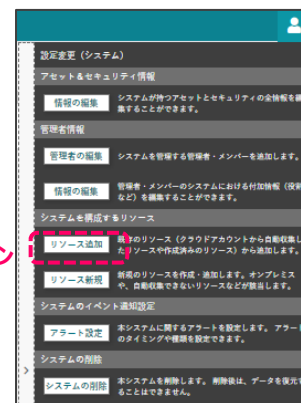 設定変更（システム）
アセット＆セキュリティ情報
情報の編集
システムが持つアセットとセキュリティの全情報を
集することができます。
管理者情報
管理者の編集
システムを管理する管理者・メンバーを追加します。
情報の編集
管理者・メンバーのシステムにおける付加情報（役
など）を編集することができます。
システムを構成するリソース
リソース追加
のリソース（クラウドアカウントから自動収集し
たリソースや作成済みのリソース）から追加します。
リソース新規
新規のリソースを作成・追加します。オンプレミス
や、自動収集できないリソースなどが該当します。
システムのイベント通知設定
アラート設定
本システムに関するアラートを設定します。 アラート
のタイミングや種類を設定できます。
システムの削除
システムの削除
本システムを削除します。 削除後は、データを復元す
ることはできません。
ン